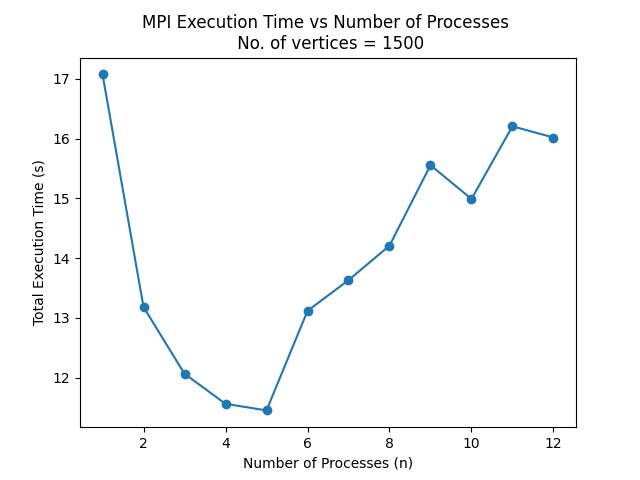 MPI Execution Time vs Number of Processes
No. of vertices = 1500
Total Execution Time (s)
17
16
15
14
13
12
2 4 6 8 10 12
Number of Processes (n)